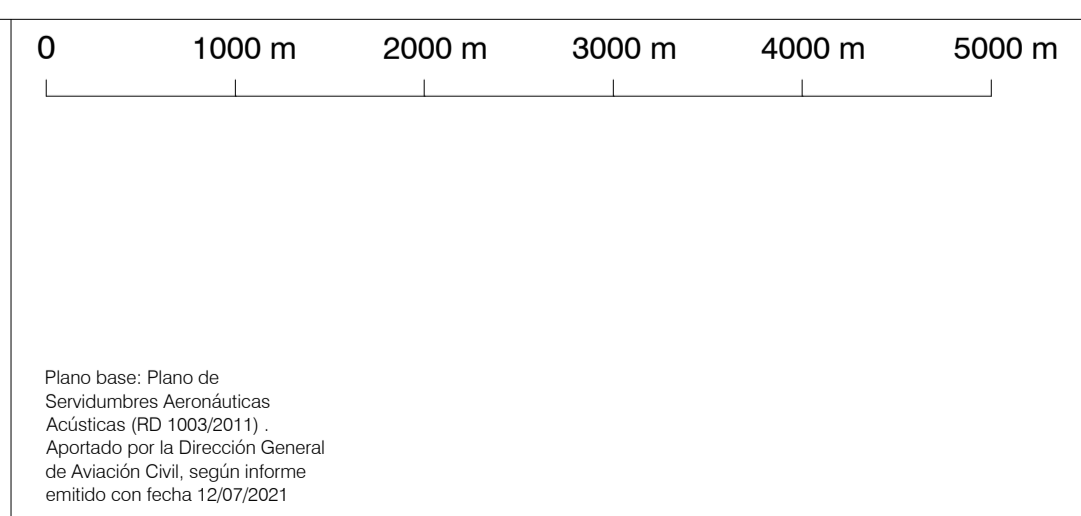 0 1000 m 2000 m 3000 m 4000 m 5000 m
Plano base: Plano de
Servidumbres Aeronáuticas
Acústicas (RD 1003/2011) .
Aportado por la Dirección General
de Aviación Civil, según informe
emitido con fecha 12/07/2021